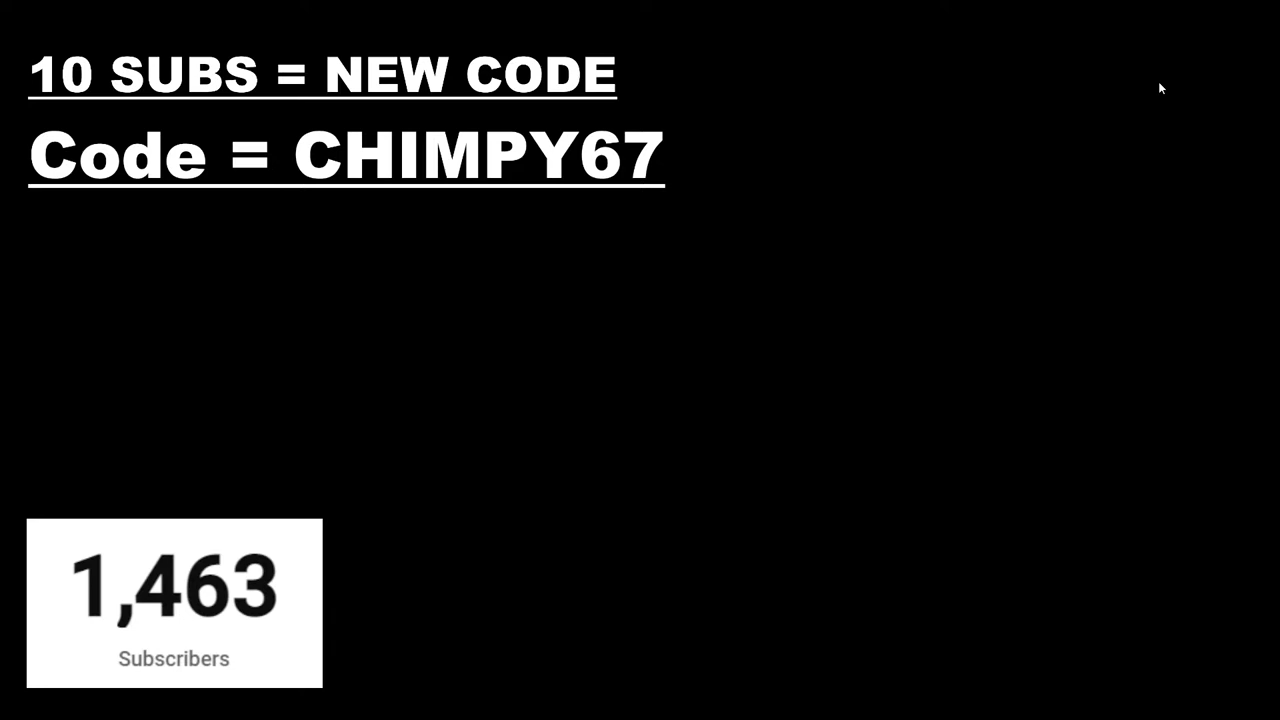 10 SUBS = NEW CODE
Code = CHIMPY67
1,463
Subscribers